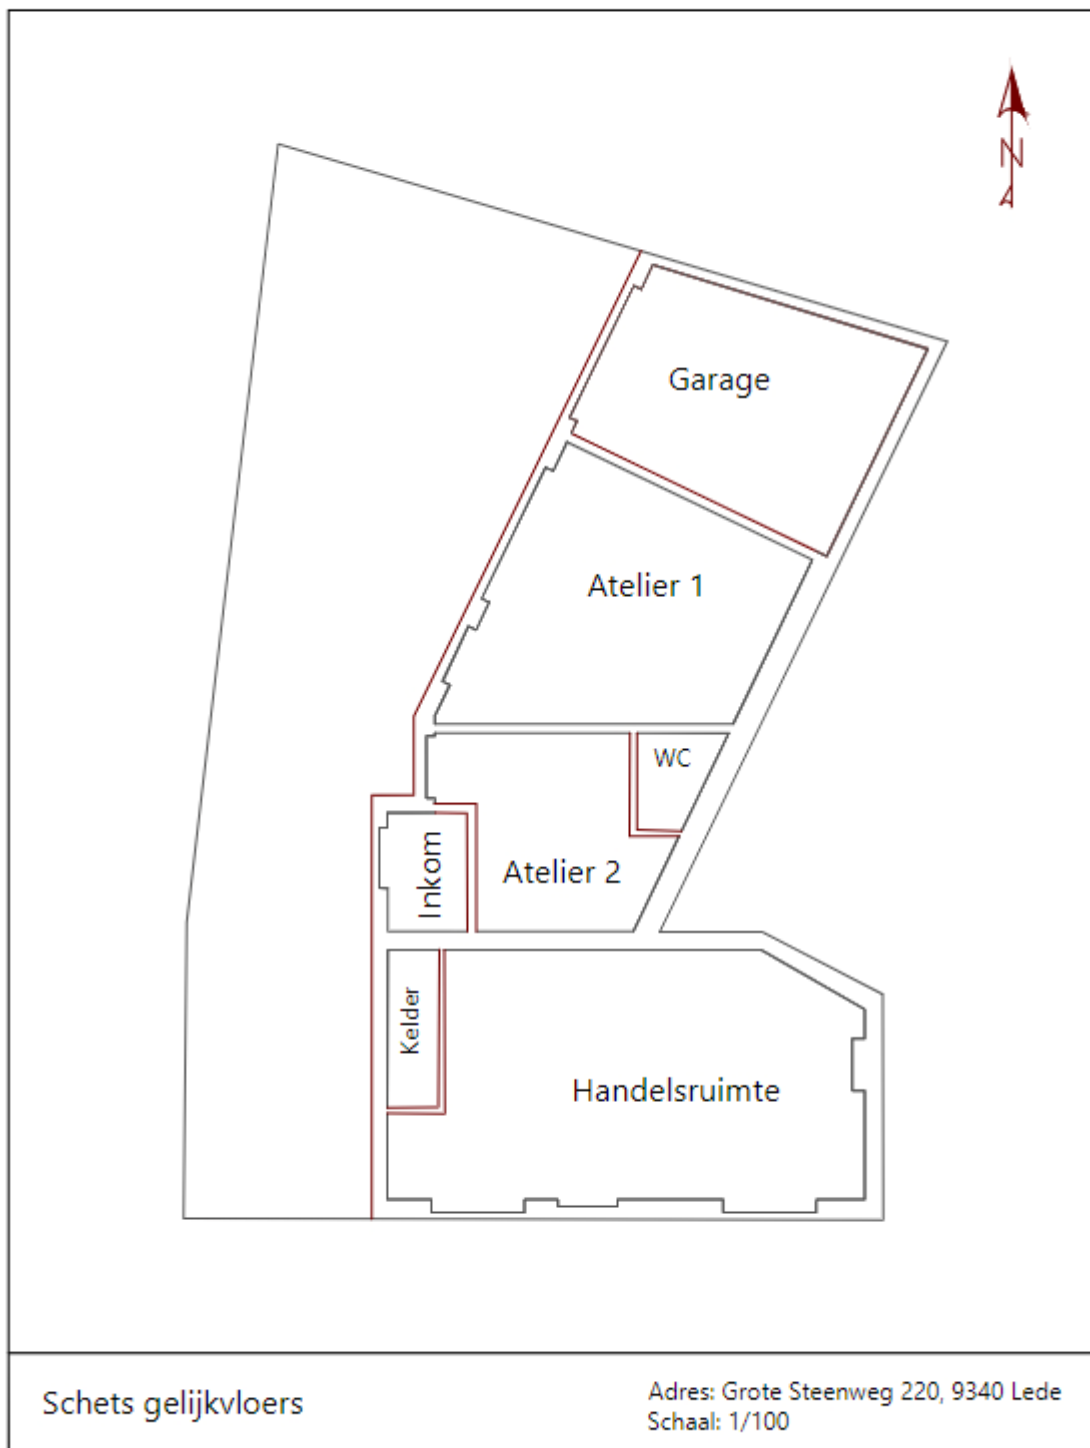 N
Garage
Atelier 1
WC
Inkom
Atelier 2
Kelder
Handelsruimte
Schets gelijkvloers
Adres: Grote Steenweg 220, 9340 Lede
Schaal: 1/100